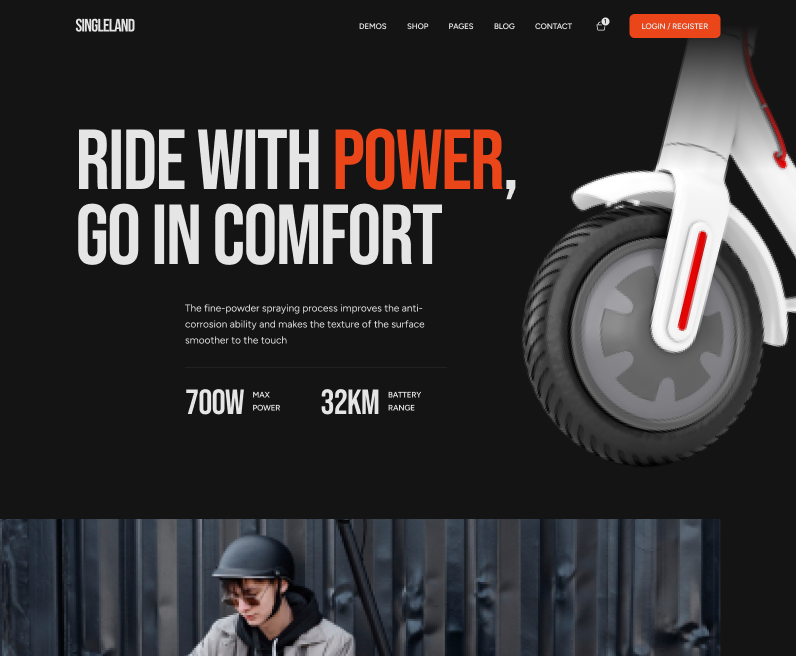 SINGLELAND
DEMOS SHOP PAGES BLOG CONTACT 1 LOGIN / REGISTER
RIDE WITH POWER,
GO IN COMFORT
The fine-powder spraying process improves the anti-
corrosion ability and makes the texture of the surface
smoother to the touch
700W MAX POWER
32KM BATTERY RANGE